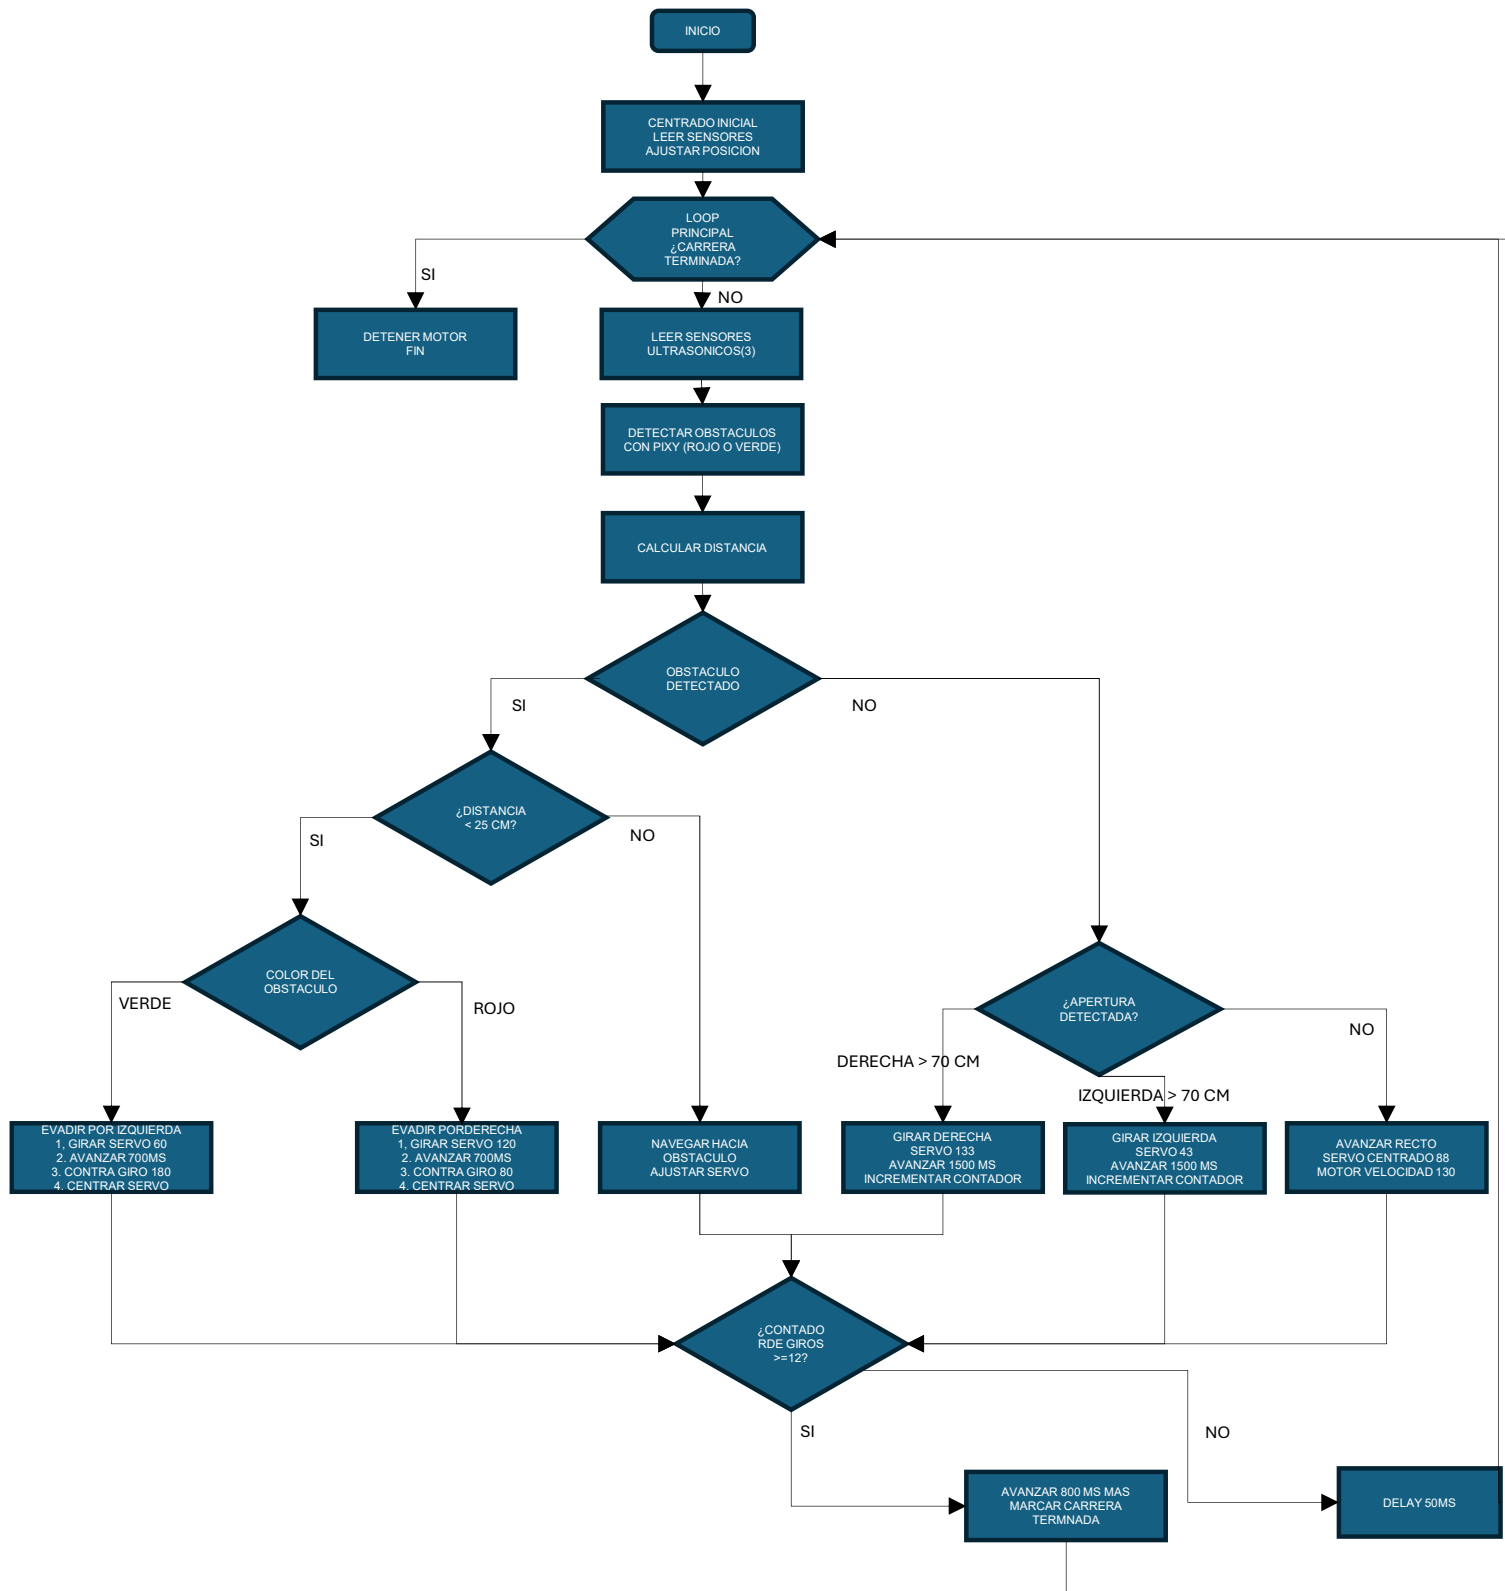 INICIO
CENTRADO INICIAL
LEER SENSORES
AJUSTAR POSICION
LOOP
PRINCIPAL
¿CARRERA
TERMINADA?
SI
NO
DETENER MOTOR
FIN
LEER SENSORES
ULTRASONICOS(3)
DETECTAR OBSTACULOS
CON PIXY (ROJO O VERDE)
CALCULAR DISTANCIA
OBSTACULO
DETECTADO
SI
NO
¿DISTANCIA
< 25 CM?
SI
NO
COLOR DEL
OBSTACULO
VERDE
ROJO
¿APERTURA
DETECTADA?
DERECHA > 70 CM
IZQUIERDA > 70 CM
NO
EVADIR POR IZQUIERDA
1, GIRAR SERVO 60
2. AVANZAR 700MS
3. CONTRA GIRO 180
4. CENTRAR SERVO
EVADIR PORDERECHA
1, GIRAR SERVO 120
2. AVANZAR 700MS
3. CONTRA GIRO 80
4. CENTRAR SERVO
NAVEGAR HACIA
OBSTACULO
AJUSTAR SERVO
GIRAR DERECHA
SERVO 133
AVANZAR 1500 MS
INCREMENTAR CONTADOR
GIRAR IZQUIERDA
SERVO 43
AVANZAR 1500 MS
INCREMENTAR CONTADOR
AVANZAR RECTO
SERVO CENTRADO 88
MOTOR VELOCIDAD 130
¿CONTADO
RDE GIROS
>=12?
SI
NO
AVANZAR 800 MS MAS
MARCAR CARRERA
TERMNADA
DELAY 50MS